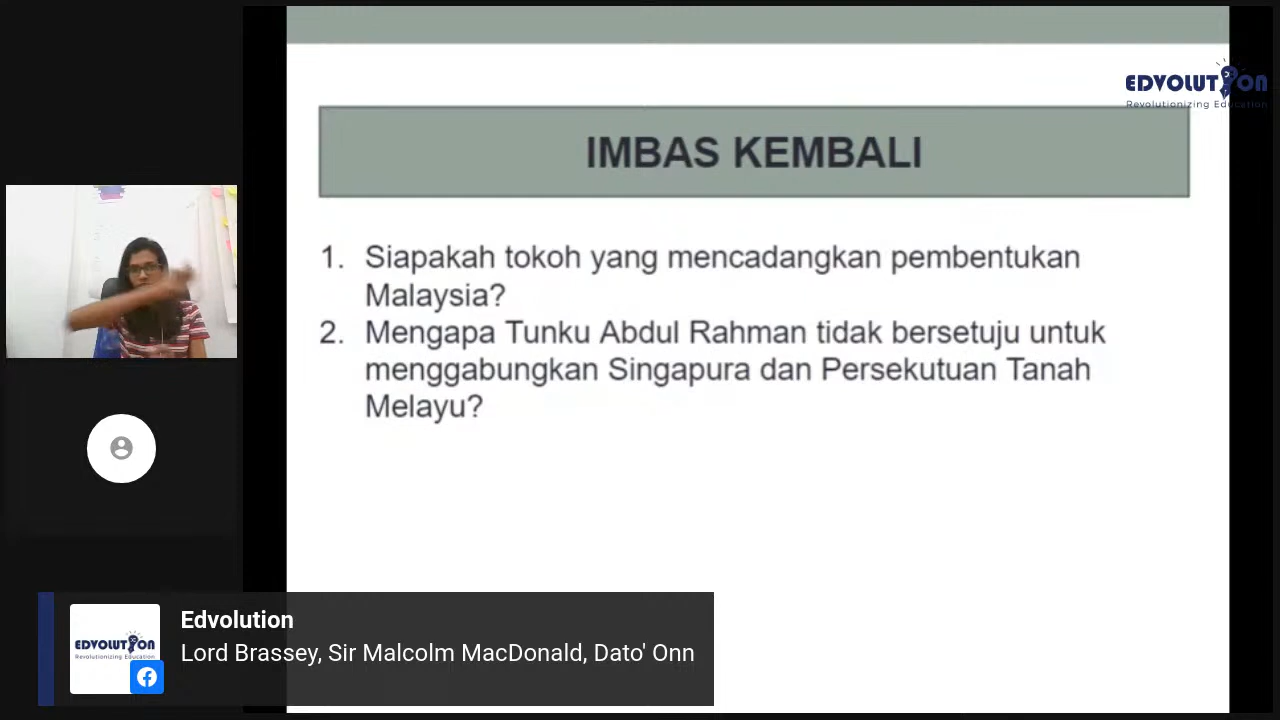 EDVOLUTION
Revolutionizing Education
IMBAS KEMBALI
1. Siapakah tokoh yang mencadangkan pembentukan
Malaysia?
2. Mengapa Tunku Abdul Rahman tidak bersetuju untuk
menggabungkan Singapura dan Persekutuan Tanah
Melayu?
EDVOLUTION
Revolutionizing Education
Edvolution
Lord Brassey, Sir Malcolm MacDonald, Dato' Onn